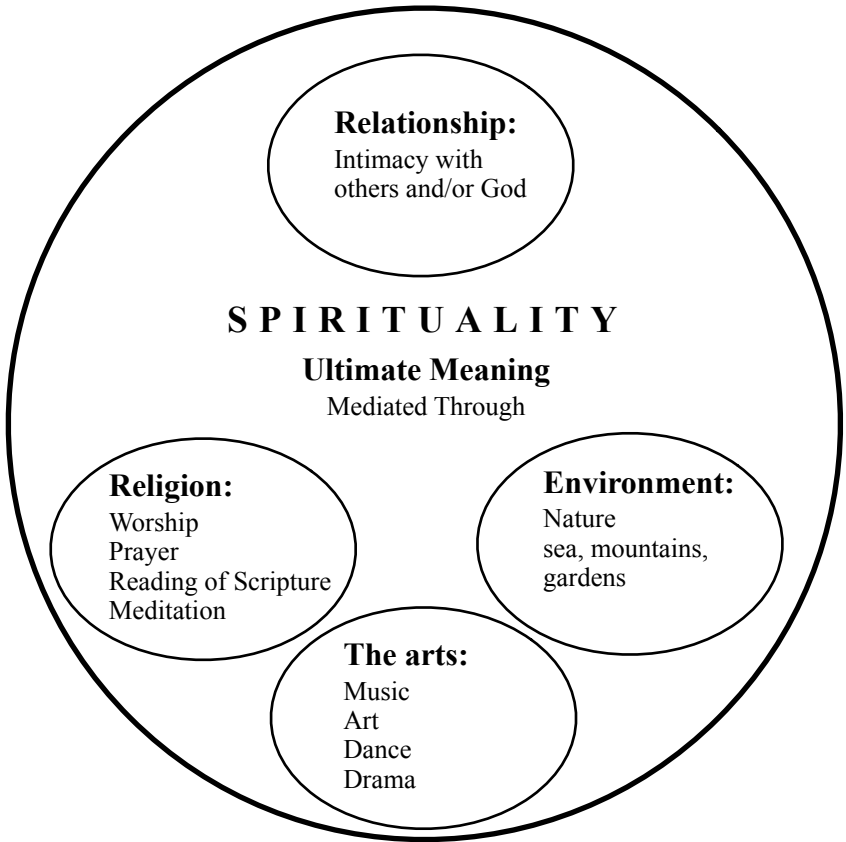 Relationship:
Intimacy with
others and/or God
SPIRITUALITY
Ultimate Meaning
Mediated Through
Religion:
Worship
Prayer
Reading of Scripture
Meditation
Environment:
Nature
sea, mountains,
gardens
The arts:
Music
Art
Dance
Drama